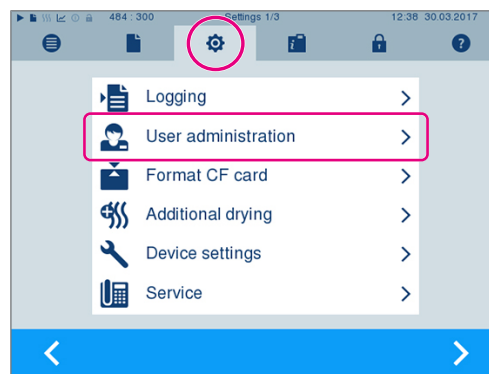 484 : 300 Settings 1/3 12:38 30.03.2017
Logging
User administration
Format CF card
Additional drying
Device settings
Service